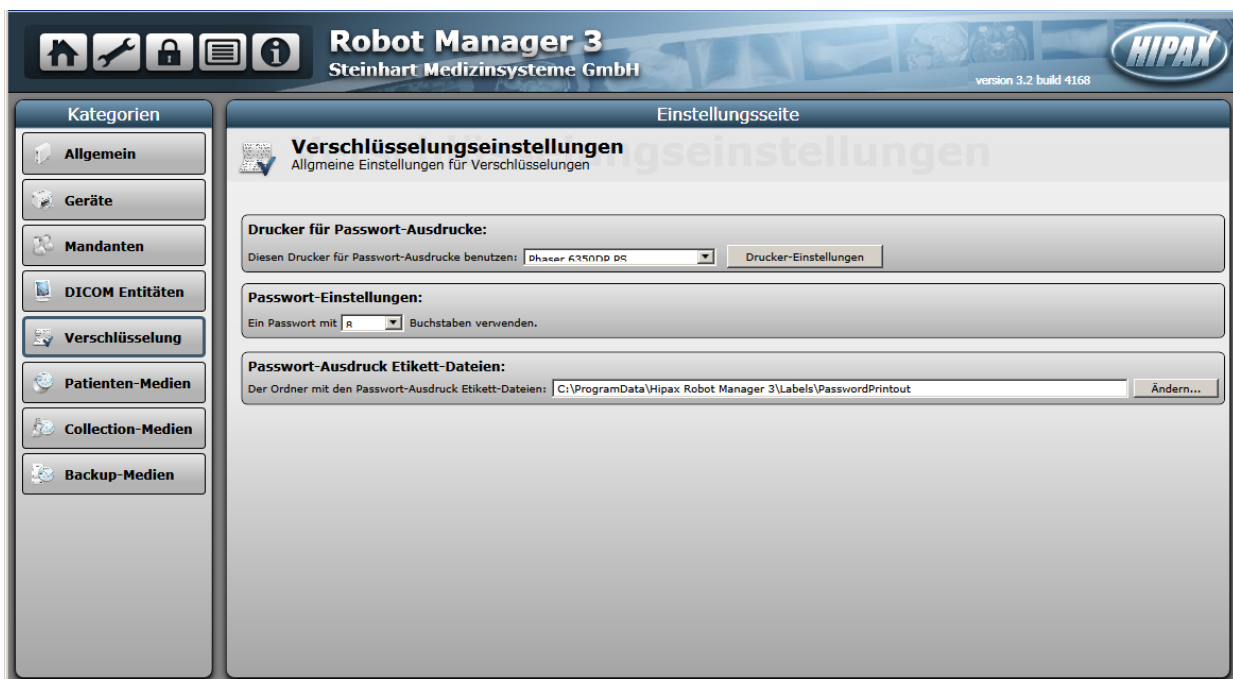 Robot Manager 3
Steinhart Medizinsysteme GmbH
HIPAX
version 3.2 build 4168
Kategorien
Allgemein
Geräte
Mandanten
DICOM Entitäten
Verschlüsselung
Patienten-Medien
Collection-Medien
Backup-Medien
Einstellungsseite
Verschlüsselungseinstellungen
Allgmeine Einstellungen für Verschlüsselungen
Drucker für Passwort-Ausdrucke:
Diesen Drucker für Passwort-Ausdrucke benutzen: Phaser 6350DP PS Drucker-Einstellungen
Passwort-Einstellungen:
Ein Passwort mit 8 Buchstaben verwenden.
Passwort-Ausdruck Etikett-Dateien:
Der Ordner mit den Passwort-Ausdruck Etikett-Dateien: C:\ProgramData\Hipax Robot Manager 3\Labels\PasswordPrintout Ändern...